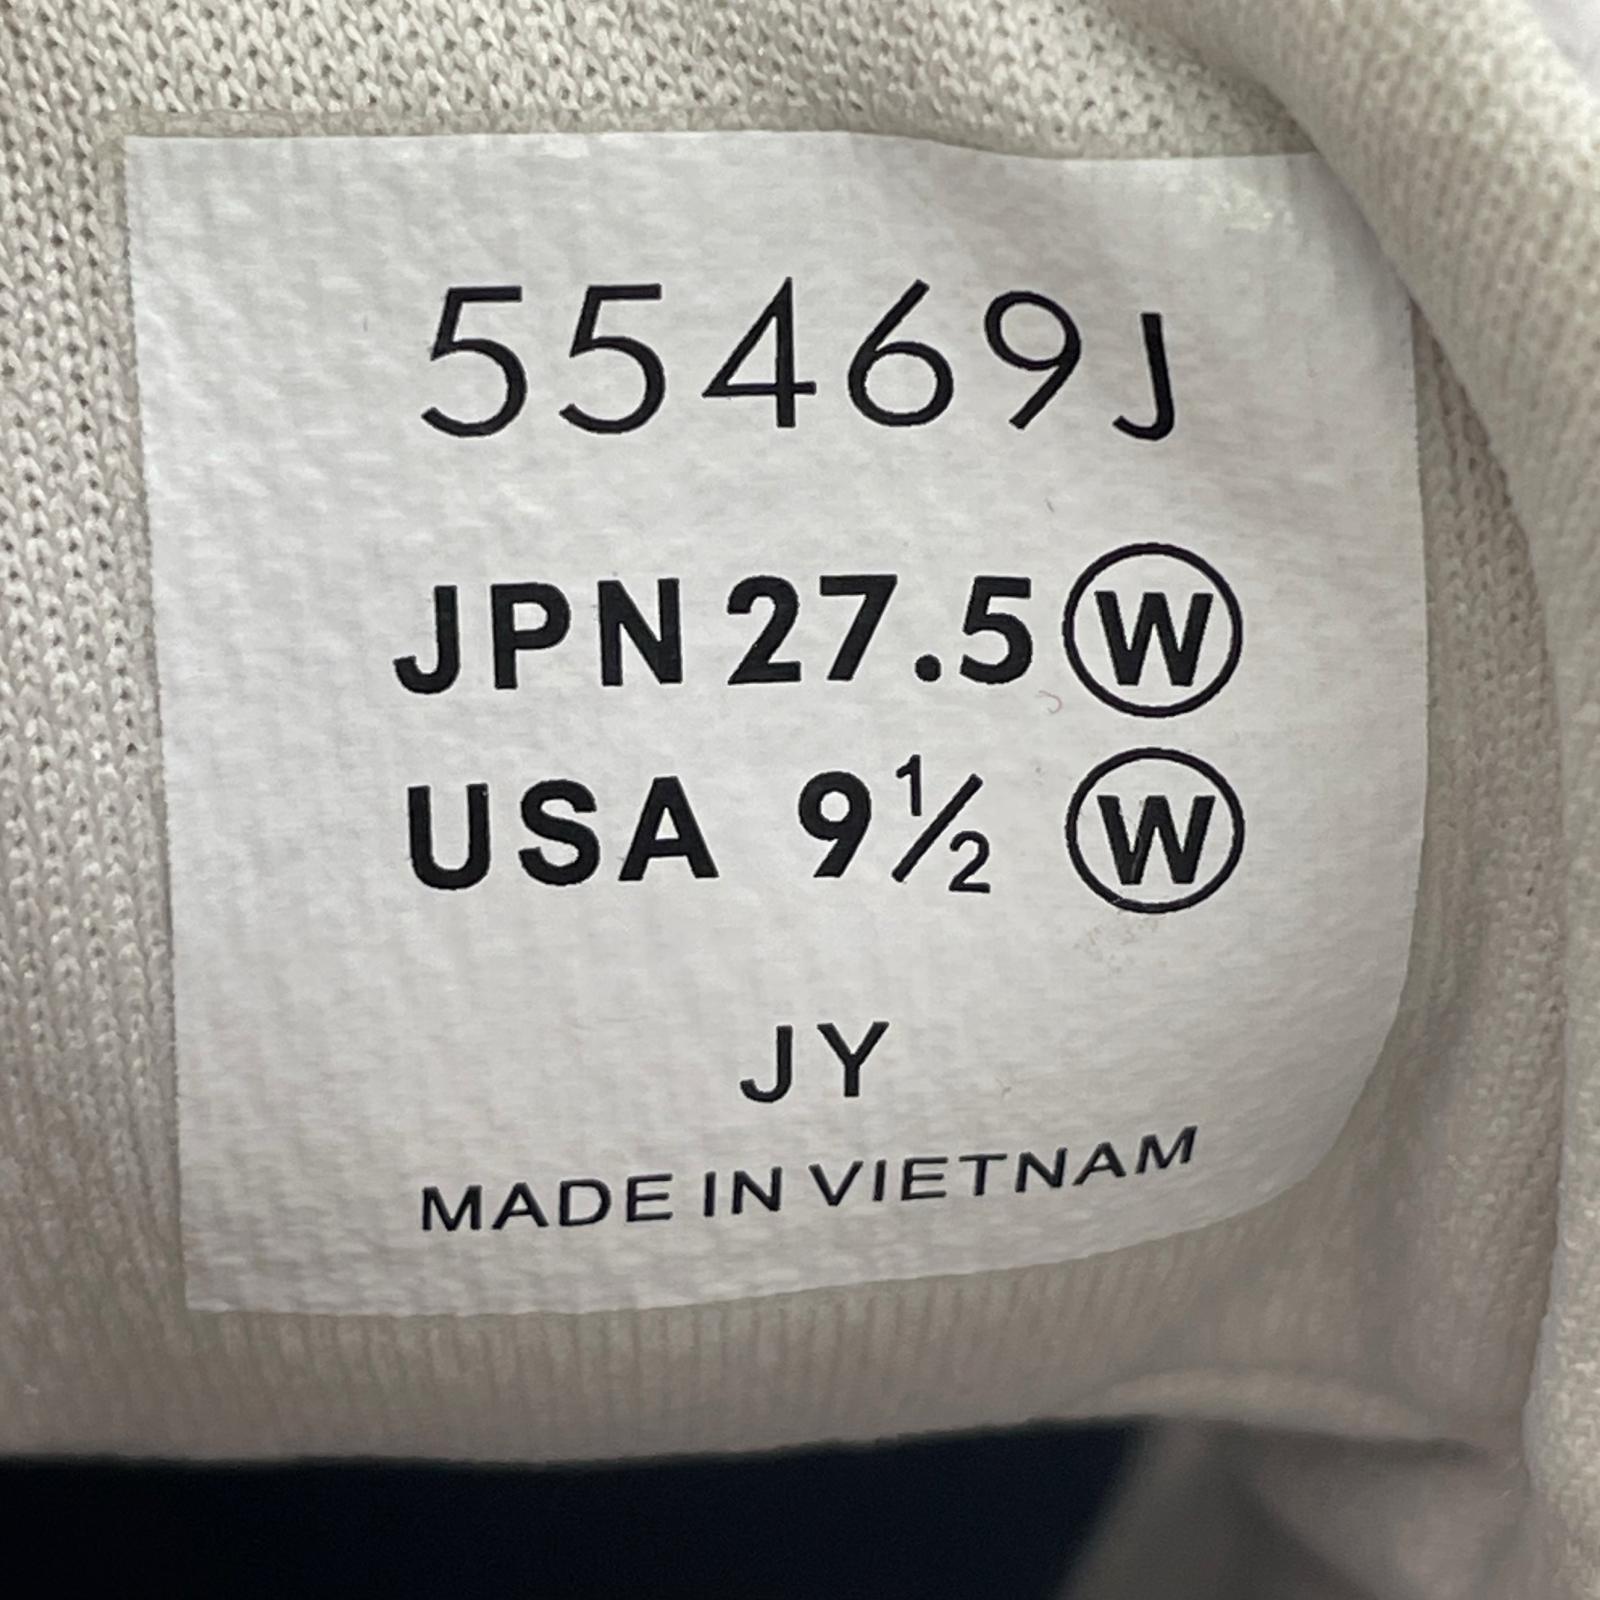 55469J
JPN 27.5 Ⓦ
USA 9½ Ⓦ
JY
MADE IN VIETNAM